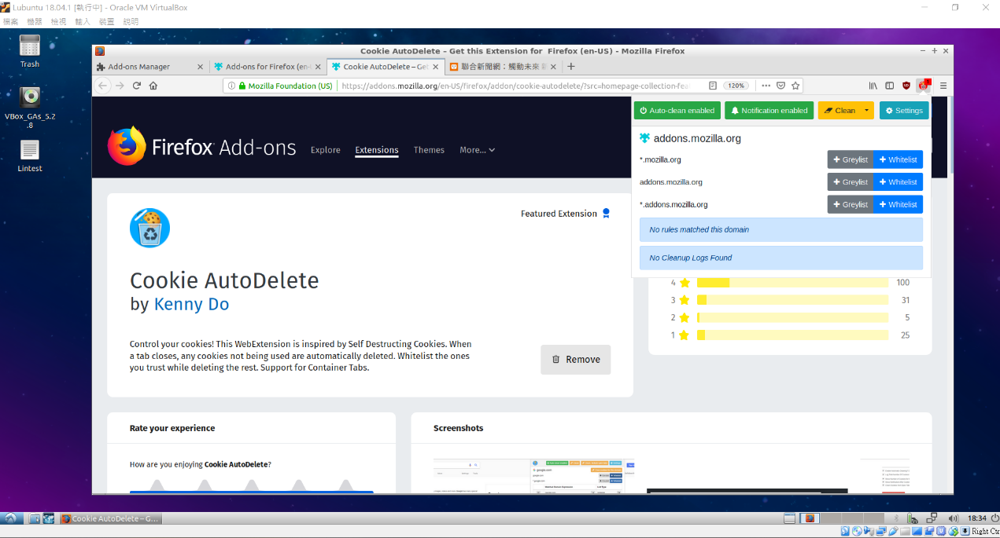 Lubuntu 18.04.1 [執行中] - Oracle VM VirtualBox
檔案 機器 檢視 輸入 裝置 說明
Trash
VBox_GAs_5.2
.8
Lintest
Cookie AutoDelete – Get this Extension for Firefox (en-US) - Mozilla Firefox
Add-ons Manager
Add-ons for Firefox (en-
Cookie AutoDelete – Get
聯合新聞網：觸動未來 新
Mozilla Foundation (US)
https://addons.mozilla.org/en-US/firefox/addon/cookie-autodelete/?src=homepage-collection-fea
120%
Auto-clean enabled
Notification enabled
Clean
Settings
Firefox Add-ons
Explore
Extensions
Themes
More...
addons.mozilla.org
*.mozilla.org
Greylist
Whitelist
addons.mozilla.org
Greylist
Whitelist
*.addons.mozilla.org
Greylist
Whitelist
No rules matched this domain
No Cleanup Logs Found
Featured Extension
Cookie AutoDelete
by Kenny Do
Control your cookies! This WebExtension is inspired by Self Destructing Cookies. When
a tab closes, any cookies not being used are automatically deleted. Whitelist the ones
you trust while deleting the rest. Support for Container Tabs.
Remove
4 100
3 31
2 5
1 25
Rate your experience
How are you enjoying Cookie AutoDelete?
Screenshots
Cookie AutoDelete – G...
18:34
Right Ctr